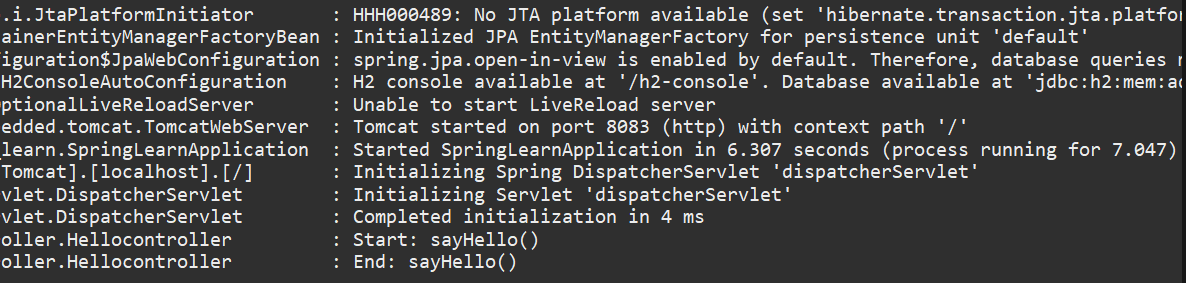 .i.JtaPlatformInitiator : HHH000489: No JTA platform available (set 'hibernate.transaction.jta.platfor
ainerEntityManagerFactoryBean : Initialized JPA EntityManagerFactory for persistence unit 'default'
figuration$JpaWebConfiguration : spring.jpa.open-in-view is enabled by default. Therefore, database queries
H2ConsoleAutoConfiguration : H2 console available at '/h2-console'. Database available at 'jdbc:h2:mem:ad
OptionalLiveReloadServer : Unable to start LiveReload server
edded.tomcat.TomcatWebServer : Tomcat started on port 8083 (http) with context path '/'
_learn.SpringLearnApplication : Started SpringLearnApplication in 6.307 seconds (process running for 7.047)
Tomcat].[localhost].[/] : Initializing Spring DispatcherServlet 'dispatcherServlet'
vlet.DispatcherServlet : Initializing Servlet 'dispatcherServlet'
vlet.DispatcherServlet : Completed initialization in 4 ms
oller.Hellocontroller : Start: sayHello()
oller.Hellocontroller : End: sayHello()